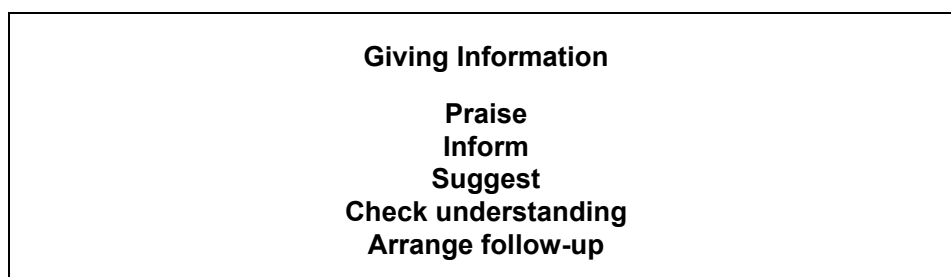 Giving Information
Praise
Inform
Suggest
Check understanding
Arrange follow-up